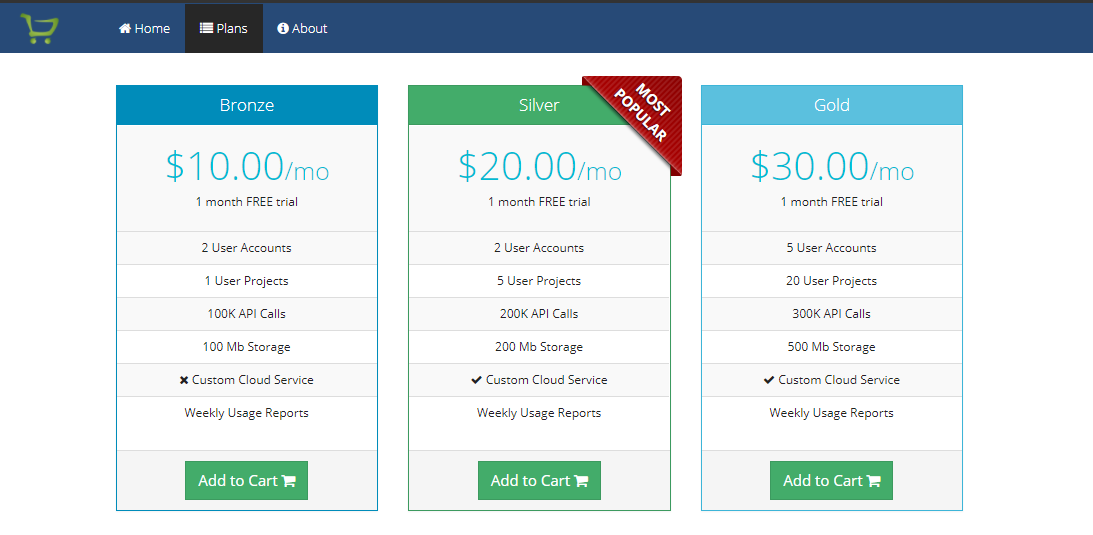 Home Plans About
Bronze
$10.00/mo
1 month FREE trial
2 User Accounts
1 User Projects
100K API Calls
100 Mb Storage
Custom Cloud Service
Weekly Usage Reports
Add to Cart
Silver
MOST
POPULAR
$20.00/mo
1 month FREE trial
2 User Accounts
5 User Projects
200K API Calls
200 Mb Storage
Custom Cloud Service
Weekly Usage Reports
Add to Cart
Gold
$30.00/mo
1 month FREE trial
5 User Accounts
20 User Projects
300K API Calls
500 Mb Storage
Custom Cloud Service
Weekly Usage Reports
Add to Cart